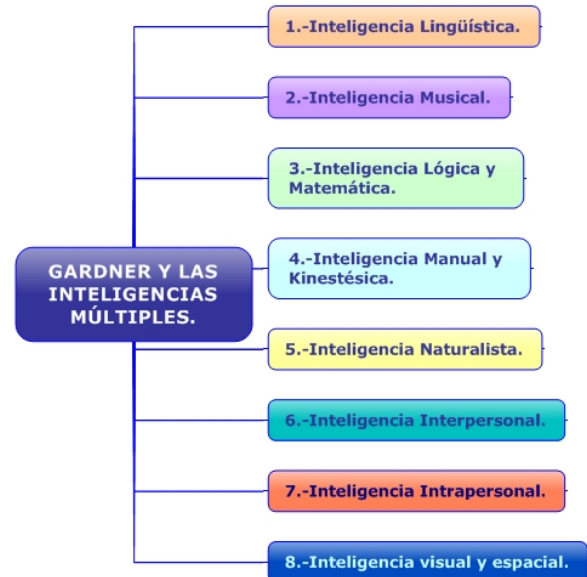 1.-Inteligencia Lingüística.
2.-Inteligencia Musical.
3.-Inteligencia Lógica y
Matemática.
GARDNER Y LAS
INTELIGENCIAS
MÚLTIPLES.
4.-Inteligencia Manual y
Kinestésica.
5.-Inteligencia Naturalista.
6.-Inteligencia Interpersonal.
7.-Inteligencia Intrapersonal.
8.-Inteligencia visual y espacial.